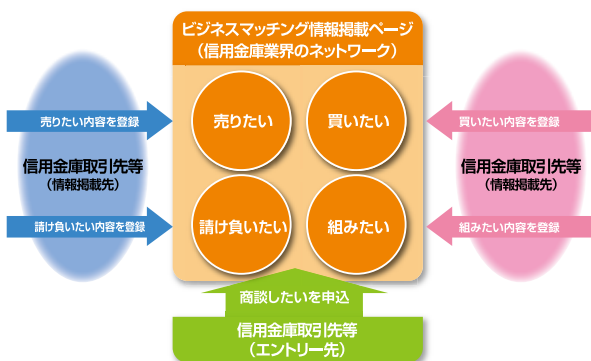 ビジネスマッチング情報掲載ページ
（信用金庫業界のネットワーク）
売りたい
買いたい
請け負いたい
組みたい
売りたい内容を登録
信用金庫取引先等
（情報掲載先）
請け負いたい内容を登録
買いたい内容を登録
信用金庫取引先等
（情報掲載先）
組みたい内容を登録
商談したいを申込
信用金庫取引先等
（エントリー先）